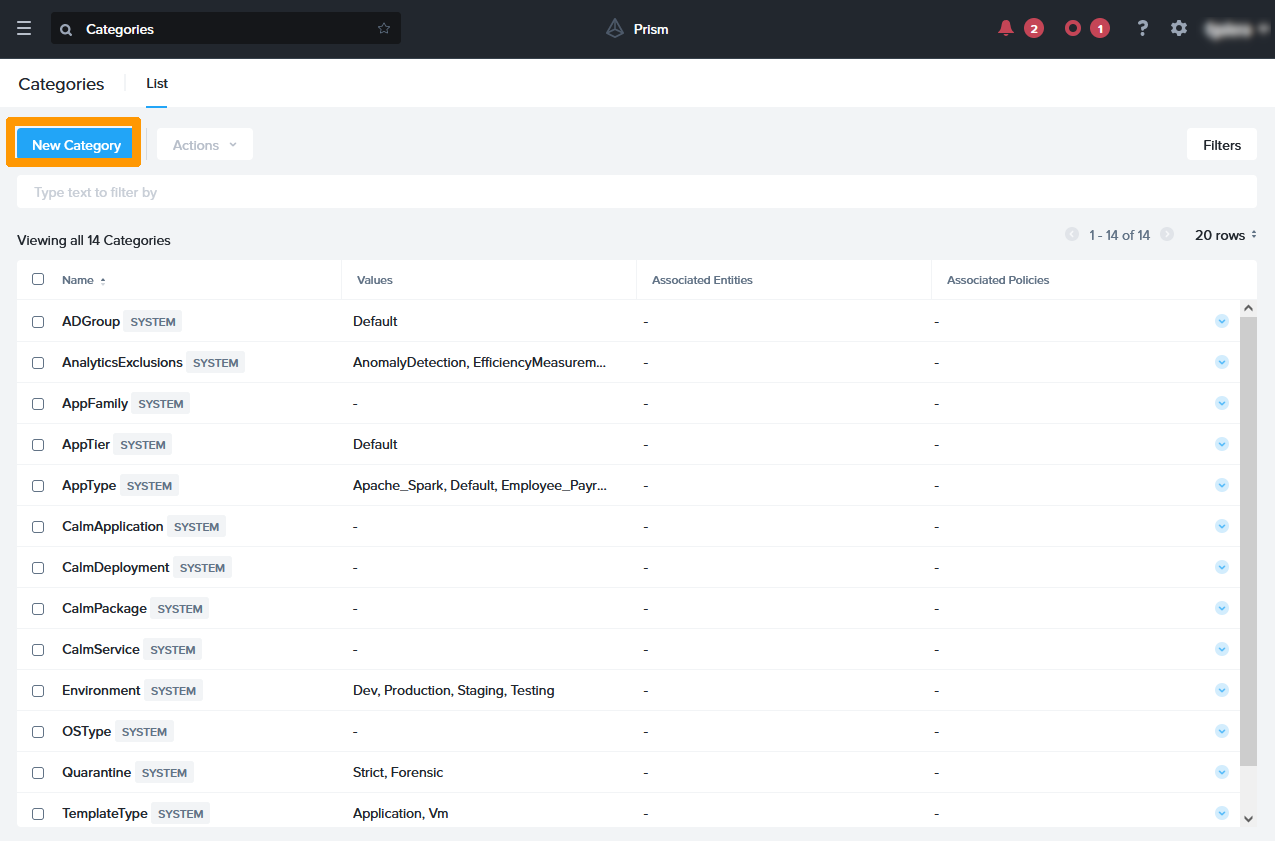 Categories
Prism
2
1
?
Categories
List
New Category
Actions
Filters
Type text to filter by
Viewing all 14 Categories
1 - 14 of 14
20 rows
Name
Values
Associated Entities
Associated Policies
ADGroup SYSTEM Default - -
AnalyticsExclusions SYSTEM AnomalyDetection, EfficiencyMeasurem... - -
AppFamily SYSTEM - - -
AppTier SYSTEM Default - -
AppType SYSTEM Apache_Spark, Default, Employee_Payr... - -
CalmApplication SYSTEM - - -
CalmDeployment SYSTEM - - -
CalmPackage SYSTEM - - -
CalmService SYSTEM - - -
Environment SYSTEM Dev, Production, Staging, Testing - -
OSType SYSTEM - - -
Quarantine SYSTEM Strict, Forensic - -
TemplateType SYSTEM Application, Vm - -